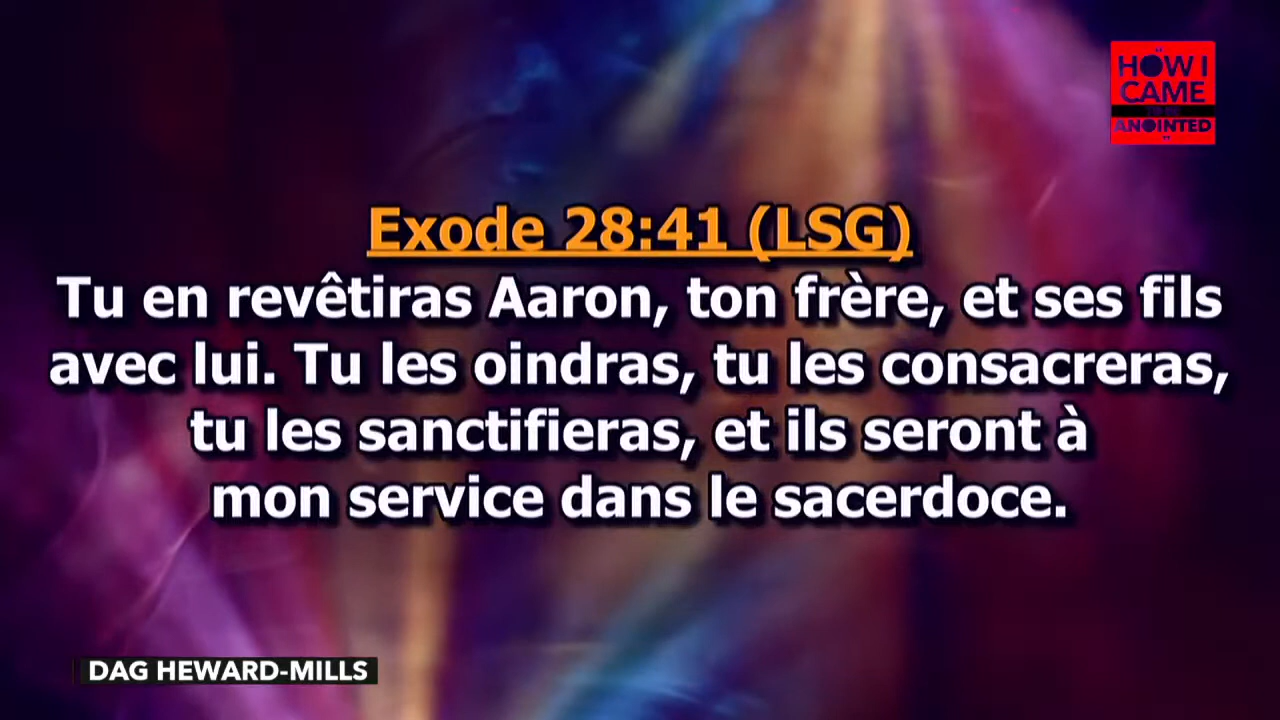 "
HOW I
CAME
ANOINTED
"
Exode 28:41 (LSG)
Tu en revêtiras Aaron, ton frère, et ses fils
avec lui. Tu les oindras, tu les consacreras,
tu les sanctifieras, et ils seront à
mon service dans le sacerdoce.
DAG HEWARD-MILLS